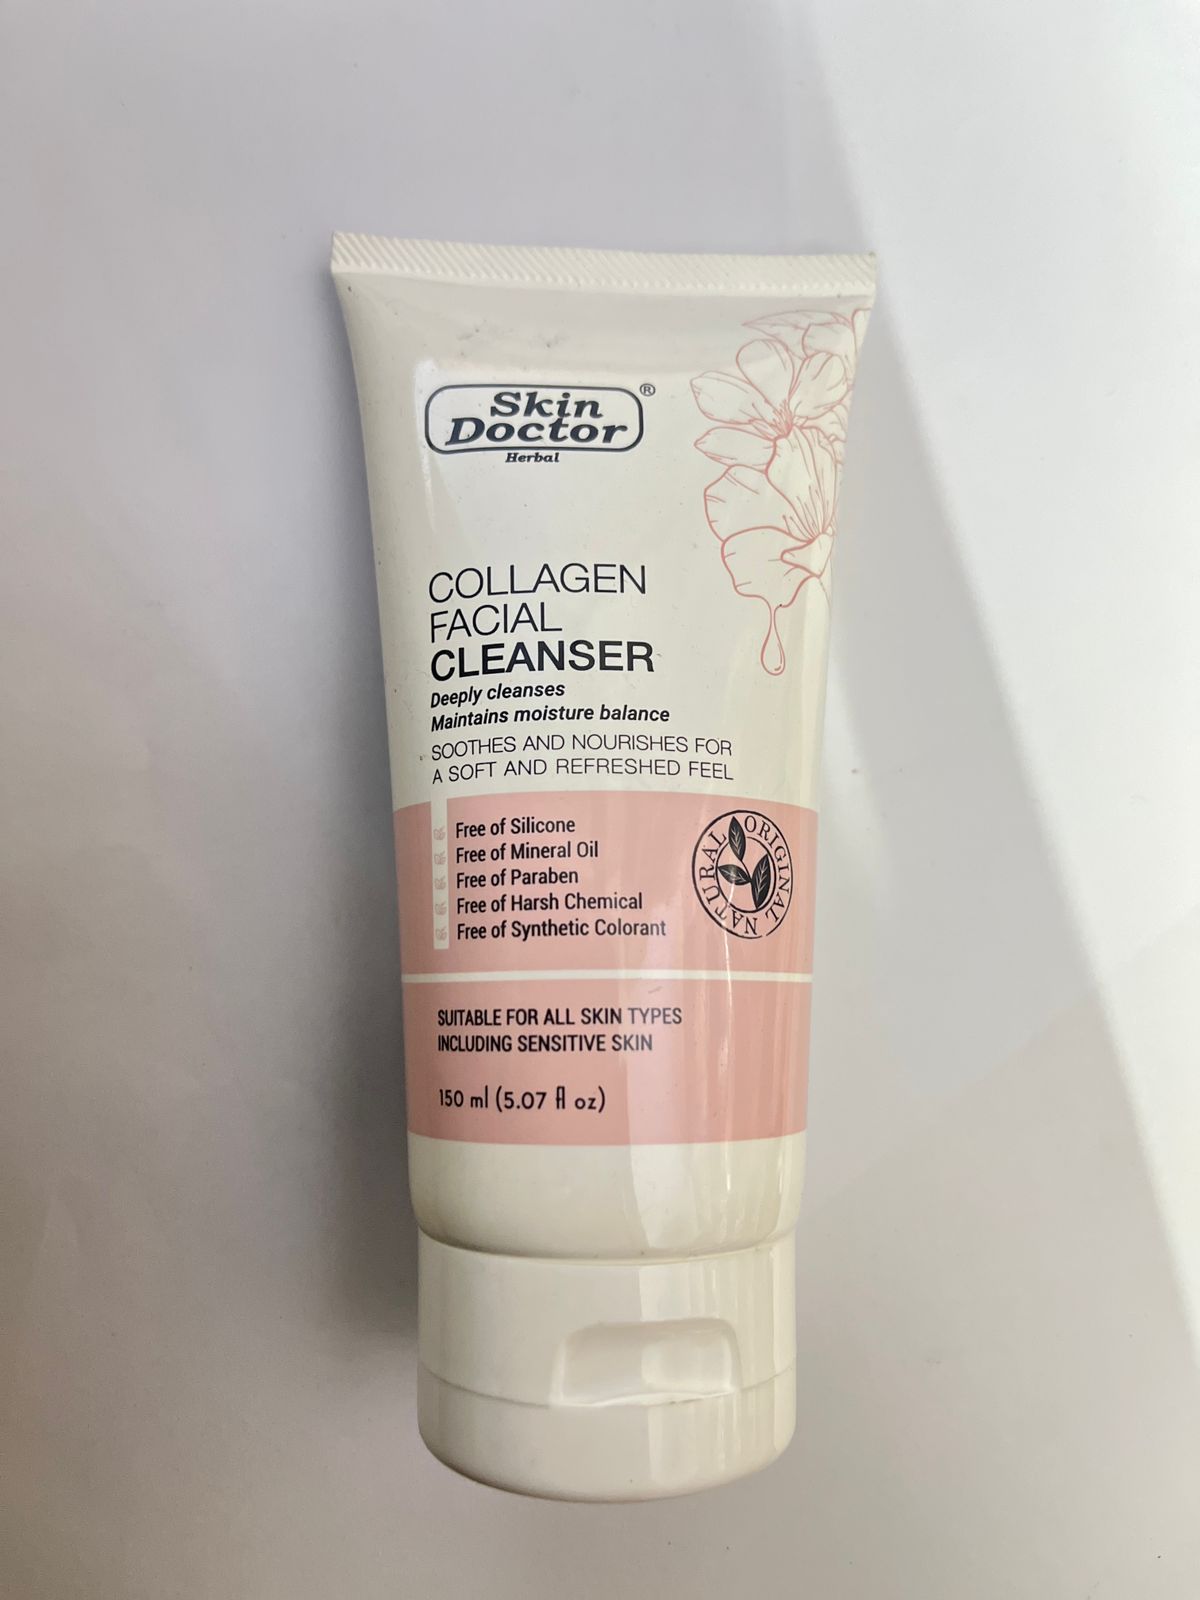 Skin
Doctor
®
Herbal
COLLAGEN
FACIAL
CLEANSER
Deeply cleanses
Maintains moisture balance
SOOTHES AND NOURISHES FOR
A SOFT AND REFRESHED FEEL
Free of Silicone
Free of Mineral Oil
Free of Paraben
Free of Harsh Chemical
Free of Synthetic Colorant
NATURAL ORIGINAL
SUITABLE FOR ALL SKIN TYPES
INCLUDING SENSITIVE SKIN
150 ml (5.07 fl oz)